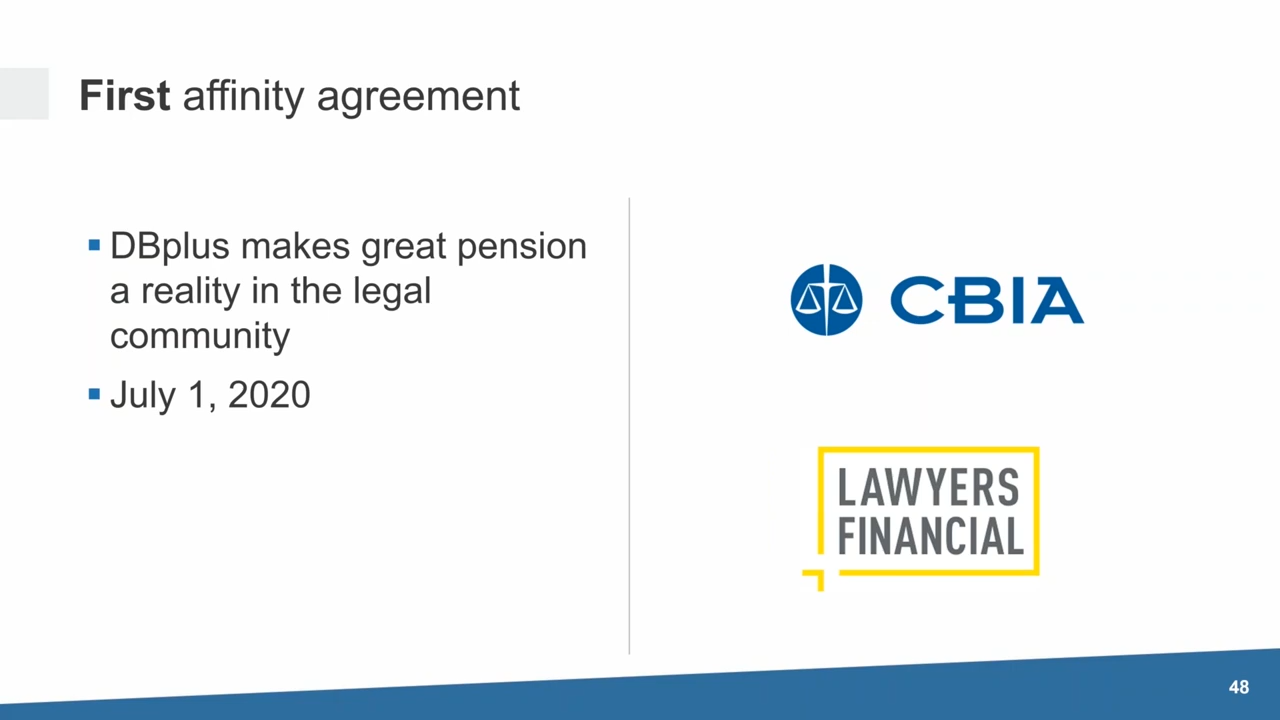 First affinity agreement
▪ DBplus makes great pension
a reality in the legal
community
▪ July 1, 2020
CBIA
LAWYERS
FINANCIAL
48